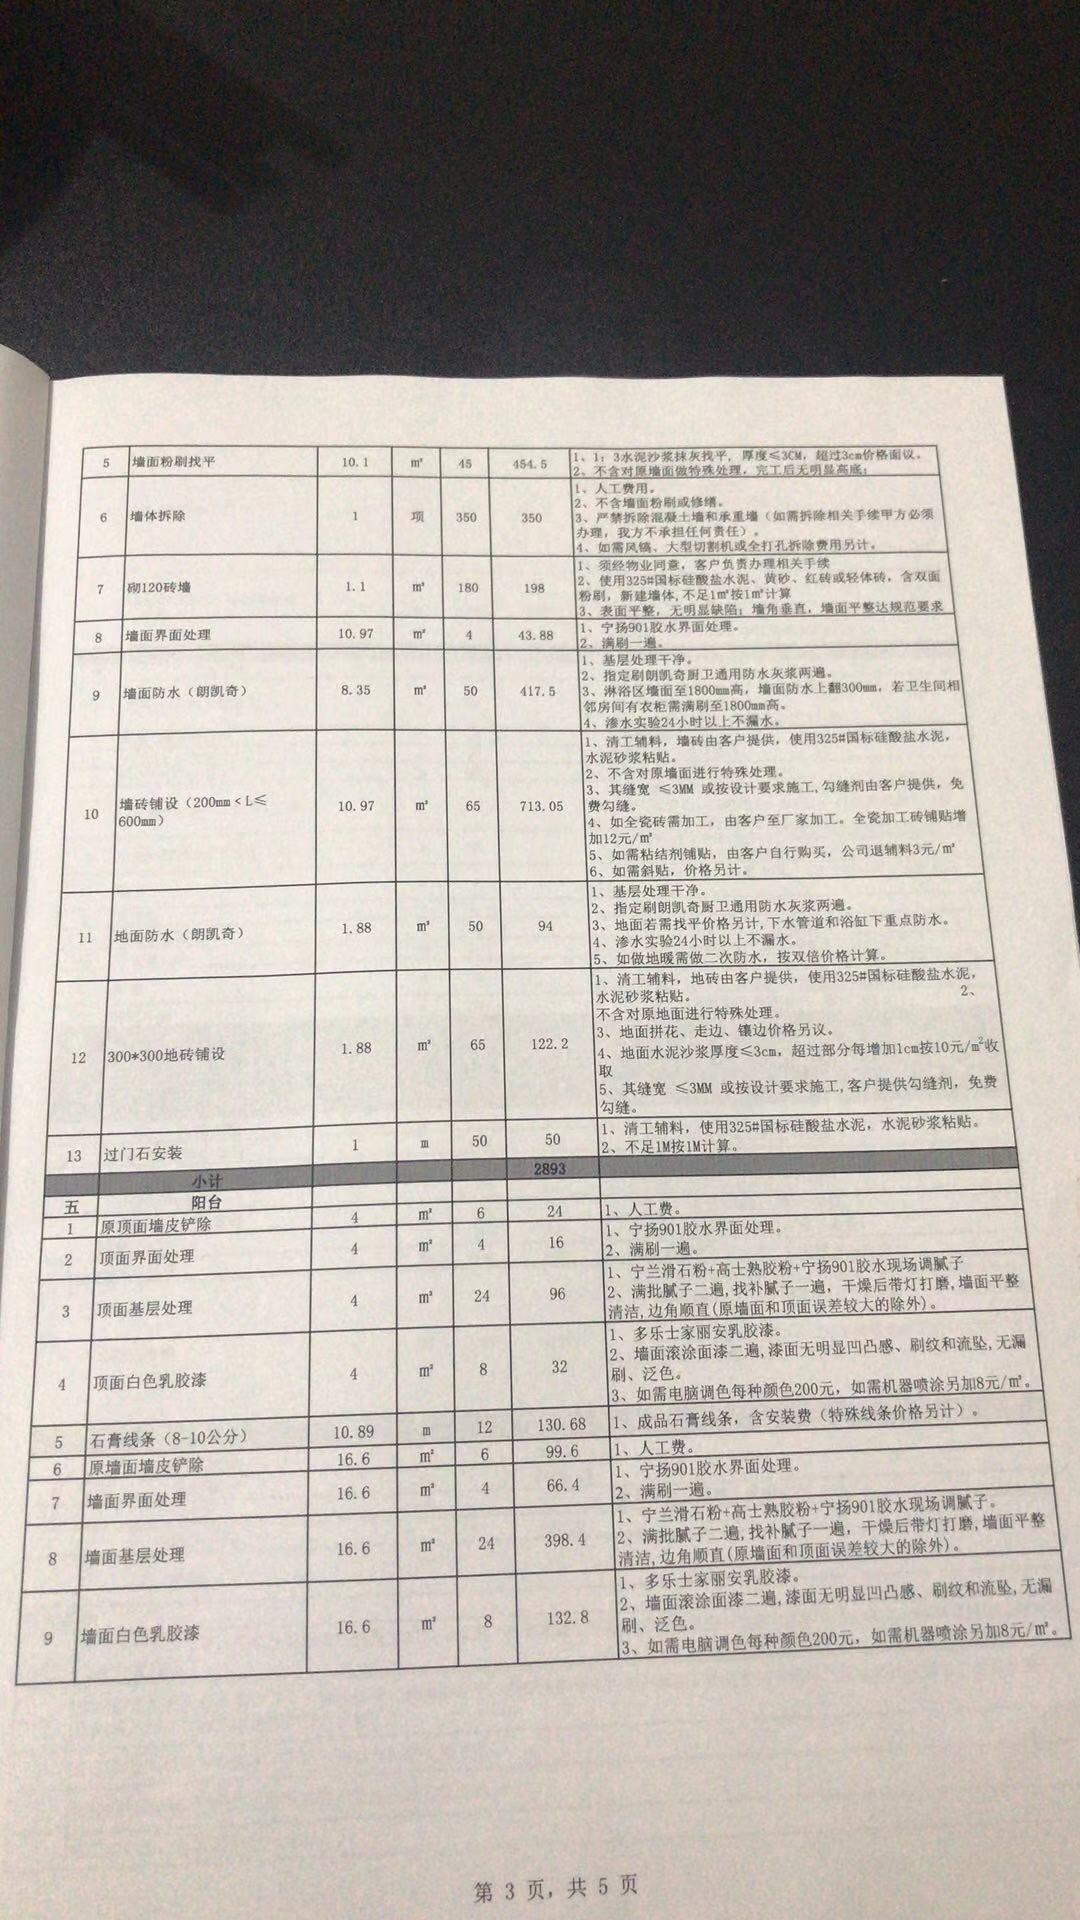 5 墙面粉刷找平 10.1 m² 45 454.5 1、1：3水泥沙浆抹灰找平，厚度≤3CM，超过3cm价格面议。
2、不含对原墙面做特殊处理，完工后无明显高底；
6 墙体拆除 1 项 350 350 1、人工费用。
2、不含墙面粉刷或修缮。
3、严禁拆除混凝土墙和承重墙（如需拆除相关手续甲方必须
办理，我方不承担任何责任）。
4、如需风镐、大型切割机或全打孔拆除费用另计。
7 砌120砖墙 1.1 m² 180 198 1、须经物业同意，客户负责办理相关手续
2、使用325#国标硅酸盐水泥、黄砂、红砖或轻体砖，含双面
粉刷，新建墙体,不足1㎡按1㎡计算
3、表面平整，无明显缺陷；墙角垂直，墙面平整达规范要求
8 墙面界面处理 10.97 m² 4 43.88 1、宁扬901胶水界面处理。
2、满刷一遍。
9 墙面防水（朗凯奇） 8.35 m² 50 417.5 1、基层处理干净。
2、指定刷朗凯奇厨卫通用防水灰浆两遍。
3、淋浴区墙面至1800mm高，墙面防水上翻300mm，若卫生间相
邻房间有衣柜需满刷至1800mm高。
4、渗水实验24小时以上不漏水。
10 墙砖铺设（200mm＜L≤
600mm） 10.97 m² 65 713.05 1、清工辅料，墙砖由客户提供，使用325#国标硅酸盐水泥，
水泥砂浆粘贴。
2、不含对原墙面进行特殊处理。
3、其缝宽 ≤3MM 或按设计要求施工,勾缝剂由客户提供，免
费勾缝。
4、如全瓷砖需加工，由客户至厂家加工。全瓷加工砖铺贴增
加12元/㎡
5、如需粘结剂铺贴，由客户自行购买，公司退辅料3元/㎡
6、如需斜贴，价格另计。
11 地面防水（朗凯奇） 1.88 m² 50 94 1、基层处理干净。
2、指定刷朗凯奇厨卫通用防水灰浆两遍。
3、地面若需找平价格另计,下水管道和浴缸下重点防水。
4、渗水实验24小时以上不漏水。
5、如做地暖需做二次防水，按双倍价格计算。
12 300*300地砖铺设 1.88 m² 65 122.2 1、清工辅料，地砖由客户提供，使用325#国标硅酸盐水泥，
水泥砂浆粘贴。 2、
不含对原地面进行特殊处理。
3、地面拼花、走边、镶边价格另议。
4、地面水泥沙浆厚度≤3cm，超过部分每增加1cm按10元/m²收
取
5、其缝宽 ≤3MM 或按设计要求施工,客户提供勾缝剂，免费
勾缝。
13 过门石安装 1 m 50 50 1、清工辅料，使用325#国标硅酸盐水泥，水泥砂浆粘贴。
2、不足1M按1M计算。
小计 2893
五 阳台
1 原顶面墙皮铲除 4 m² 6 24 1、人工费。
2 顶面界面处理 4 m² 4 16 1、宁扬901胶水界面处理。
2、满刷一遍。
3 顶面基层处理 4 m² 24 96 1、宁兰滑石粉+高士熟胶粉+宁扬901胶水现场调腻子
2、满批腻子二遍,找补腻子一遍，干燥后带灯打磨,墙面平整
清洁,边角顺直(原墙面和顶面误差较大的除外)。
4 顶面白色乳胶漆 4 m² 8 32 1、多乐士家丽安乳胶漆。
2、墙面滚涂面漆二遍,漆面无明显凹凸感、刷纹和流坠,无漏
刷、泛色。
3、如需电脑调色每种颜色200元，如需机器喷涂另加8元/㎡。
5 石膏线条（8-10公分） 10.89 m 12 130.68 1、成品石膏线条，含安装费（特殊线条价格另计）。
6 原墙面墙皮铲除 16.6 m² 6 99.6 1、人工费。
7 墙面界面处理 16.6 m² 4 66.4 1、宁扬901胶水界面处理。
2、满刷一遍。
8 墙面基层处理 16.6 m² 24 398.4 1、宁兰滑石粉+高士熟胶粉+宁扬901胶水现场调腻子。
2、满批腻子二遍,找补腻子一遍，干燥后带灯打磨,墙面平整
清洁,边角顺直(原墙面和顶面误差较大的除外)。
9 墙面白色乳胶漆 16.6 m² 8 132.8 1、多乐士家丽安乳胶漆。
2、墙面滚涂面漆二遍,漆面无明显凹凸感、刷纹和流坠,无漏
刷、泛色。
3、如需电脑调色每种颜色200元，如需机器喷涂另加8元/㎡。
第 3 页，共 5 页